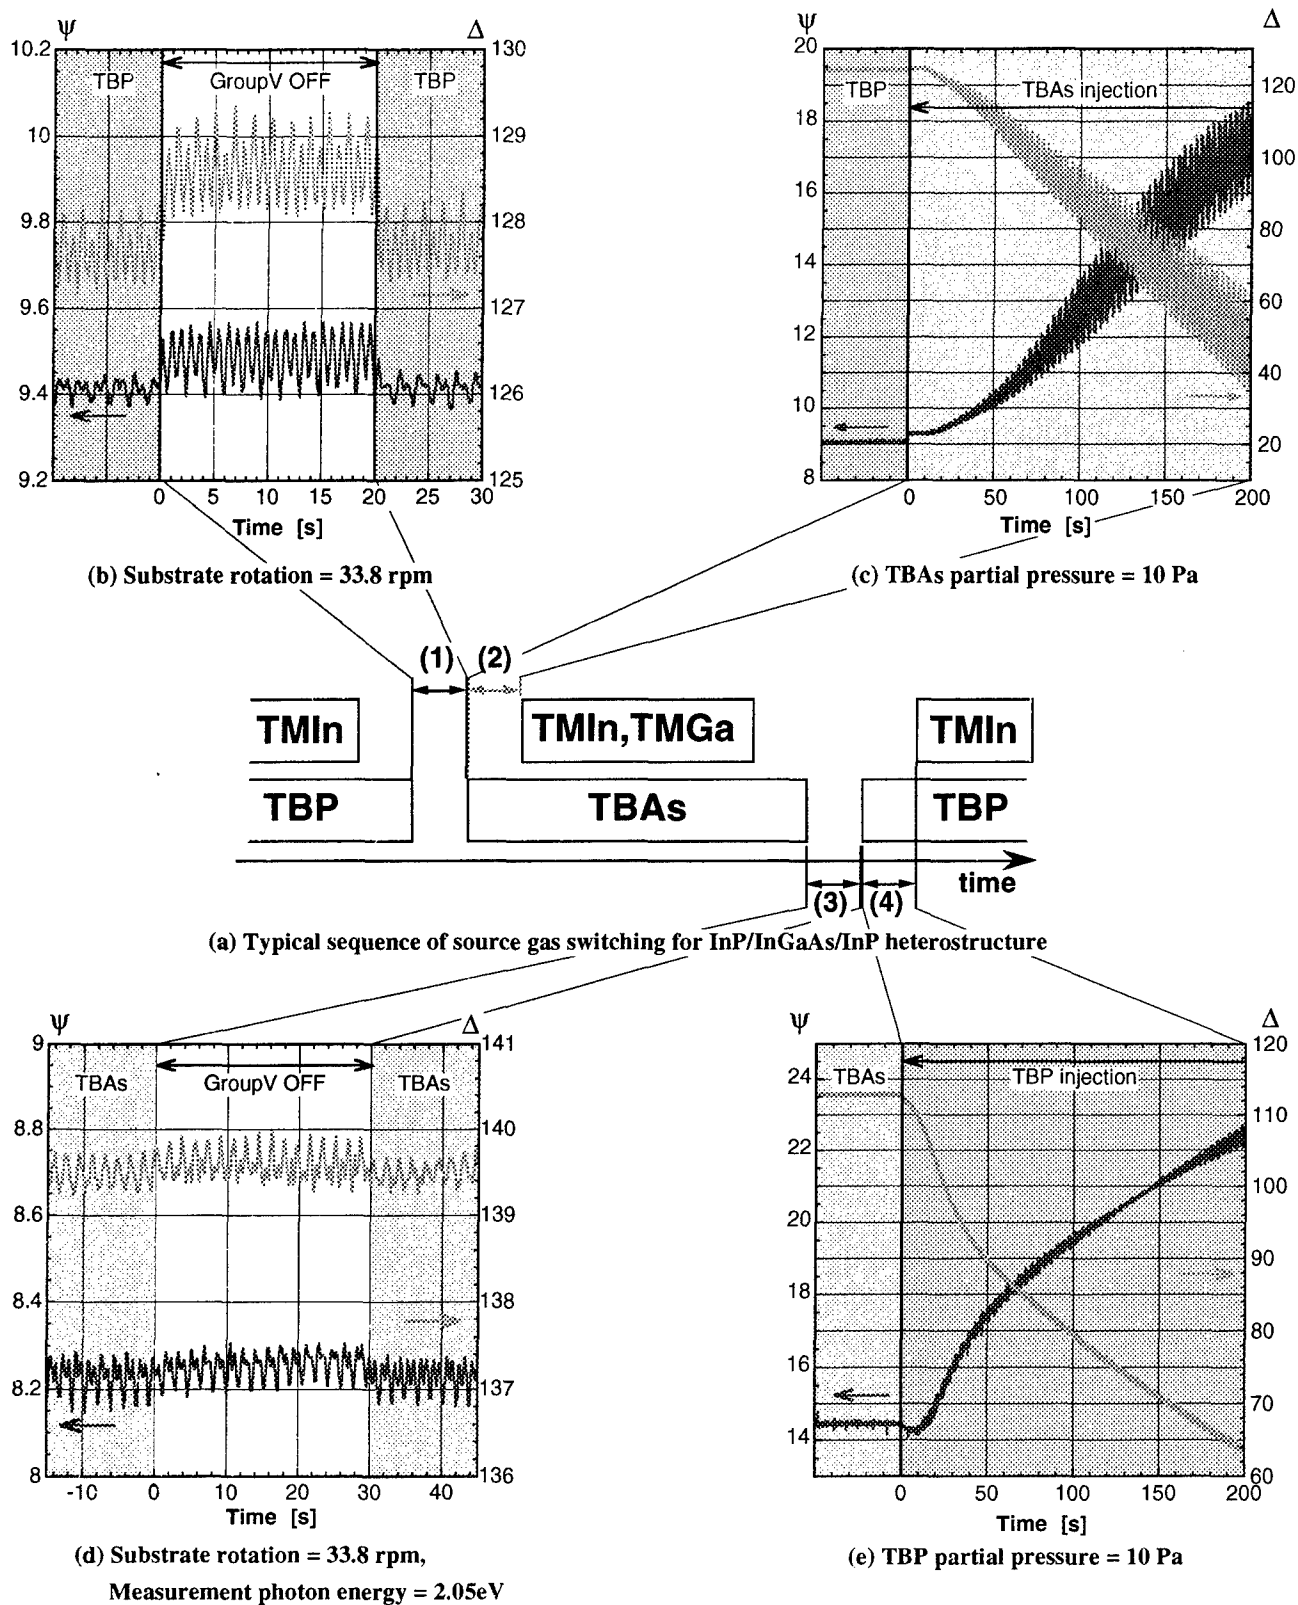 ψ Δ
10.2 130
TBP GroupV OFF TBP
10 129
9.8 128
9.6 127
9.4 126
9.2 125
0 5 10 15 20 25 30
Time [s]
(b) Substrate rotation = 33.8 rpm
ψ Δ
20
TBP TBAs injection
120
18
100
16
80
14
60
12
40
10
20
8
0 50 100 150 200
Time [s]
(c) TBAs partial pressure = 10 Pa
(1) (2)
TMIn TMIn,TMGa TMIn
TBP TBAs TBP
time
(3) (4)
(a) Typical sequence of source gas switching for InP/InGaAs/InP heterostructure
ψ Δ
9 141
TBAs GroupV OFF TBAs
8.8 140
8.6 139
8.4 138
8.2 137
8 136
-10 0 10 20 30 40
Time [s]
(d) Substrate rotation = 33.8 rpm,
Measurement photon energy = 2.05eV
ψ Δ
120
24
TBAs TBP injection
110
22
100
20
90
18
80
16
70
14
60
0 50 100 150 200
Time [s]
(e) TBP partial pressure = 10 Pa